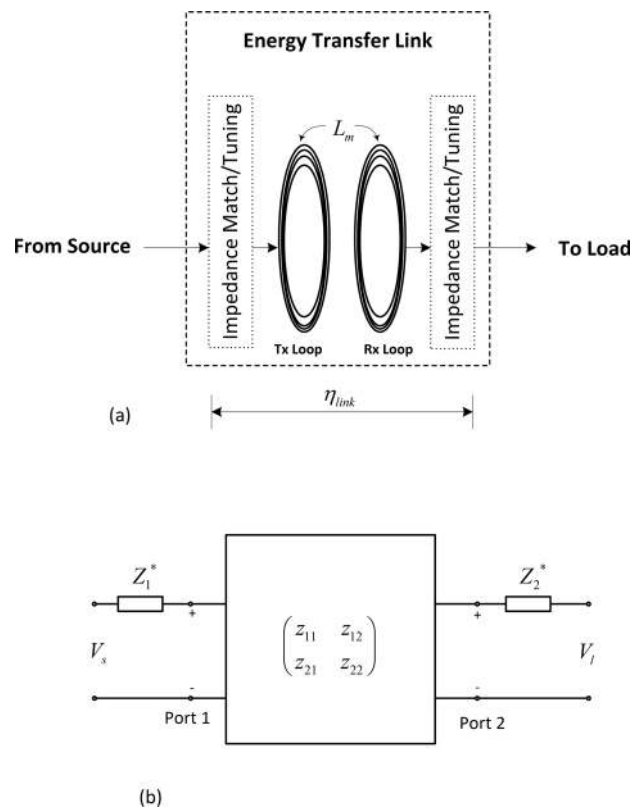 (a)
Energy Transfer Link
Impedance Match/Tuning
L_m
Impedance Match/Tuning
From Source
To Load
Tx Loop
Rx Loop
η_link
Z_1^*
Z_2^*
+
+
V_s
z_11 z_12
z_21 z_22
V_l
-
-
Port 1
Port 2
(b)